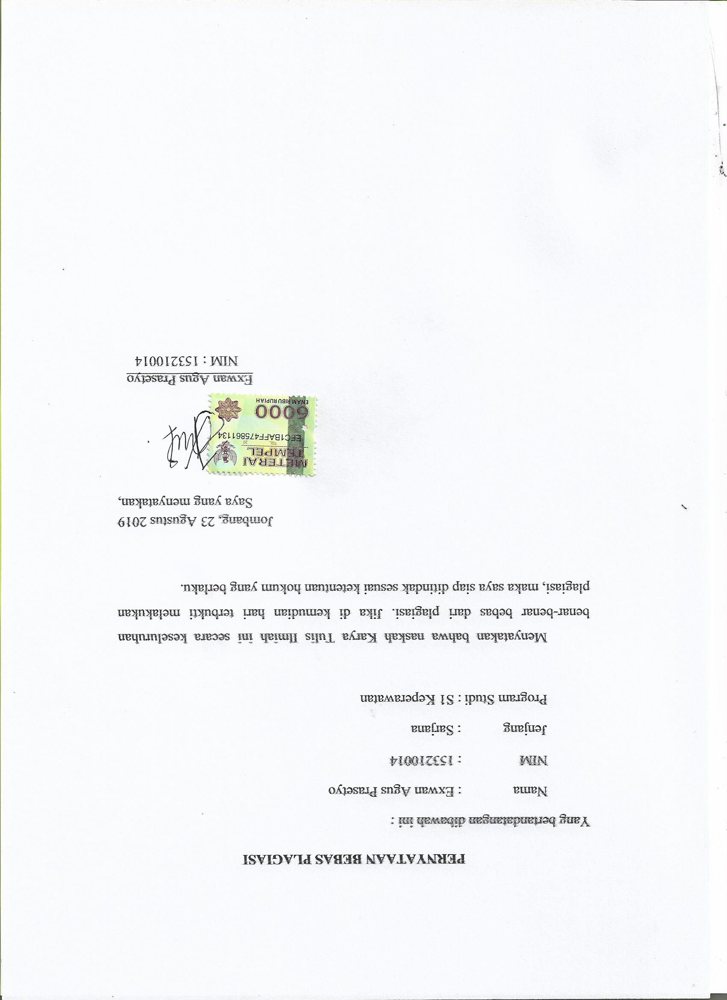 PERNYATAAN BEBAS PLAGIASI
Yang bertandatangan dibawah ini :
Nama : Exwan Agus Prasetyo
NIM : 153210014
Jenjang : Sarjana
Program Studi : S1 Keperawatan
Menyatakan bahwa naskah Karya Tulis Ilmiah ini secara keseluruhan
benar-benar bebas dari plagiasi. Jika di kemudian hari terbukti melakukan
plagiasi, maka saya siap ditindak sesuai ketentuan hokum yang berlaku.
Jombang, 23 Agustus 2019
Saya yang menyatakan,
METERAI
TEMPEL
TGL 20
EFC1BAFF475861134
6000
ENAM RIBU RUPIAH
Exwan Agus Prasetyo
NIM : 153210014